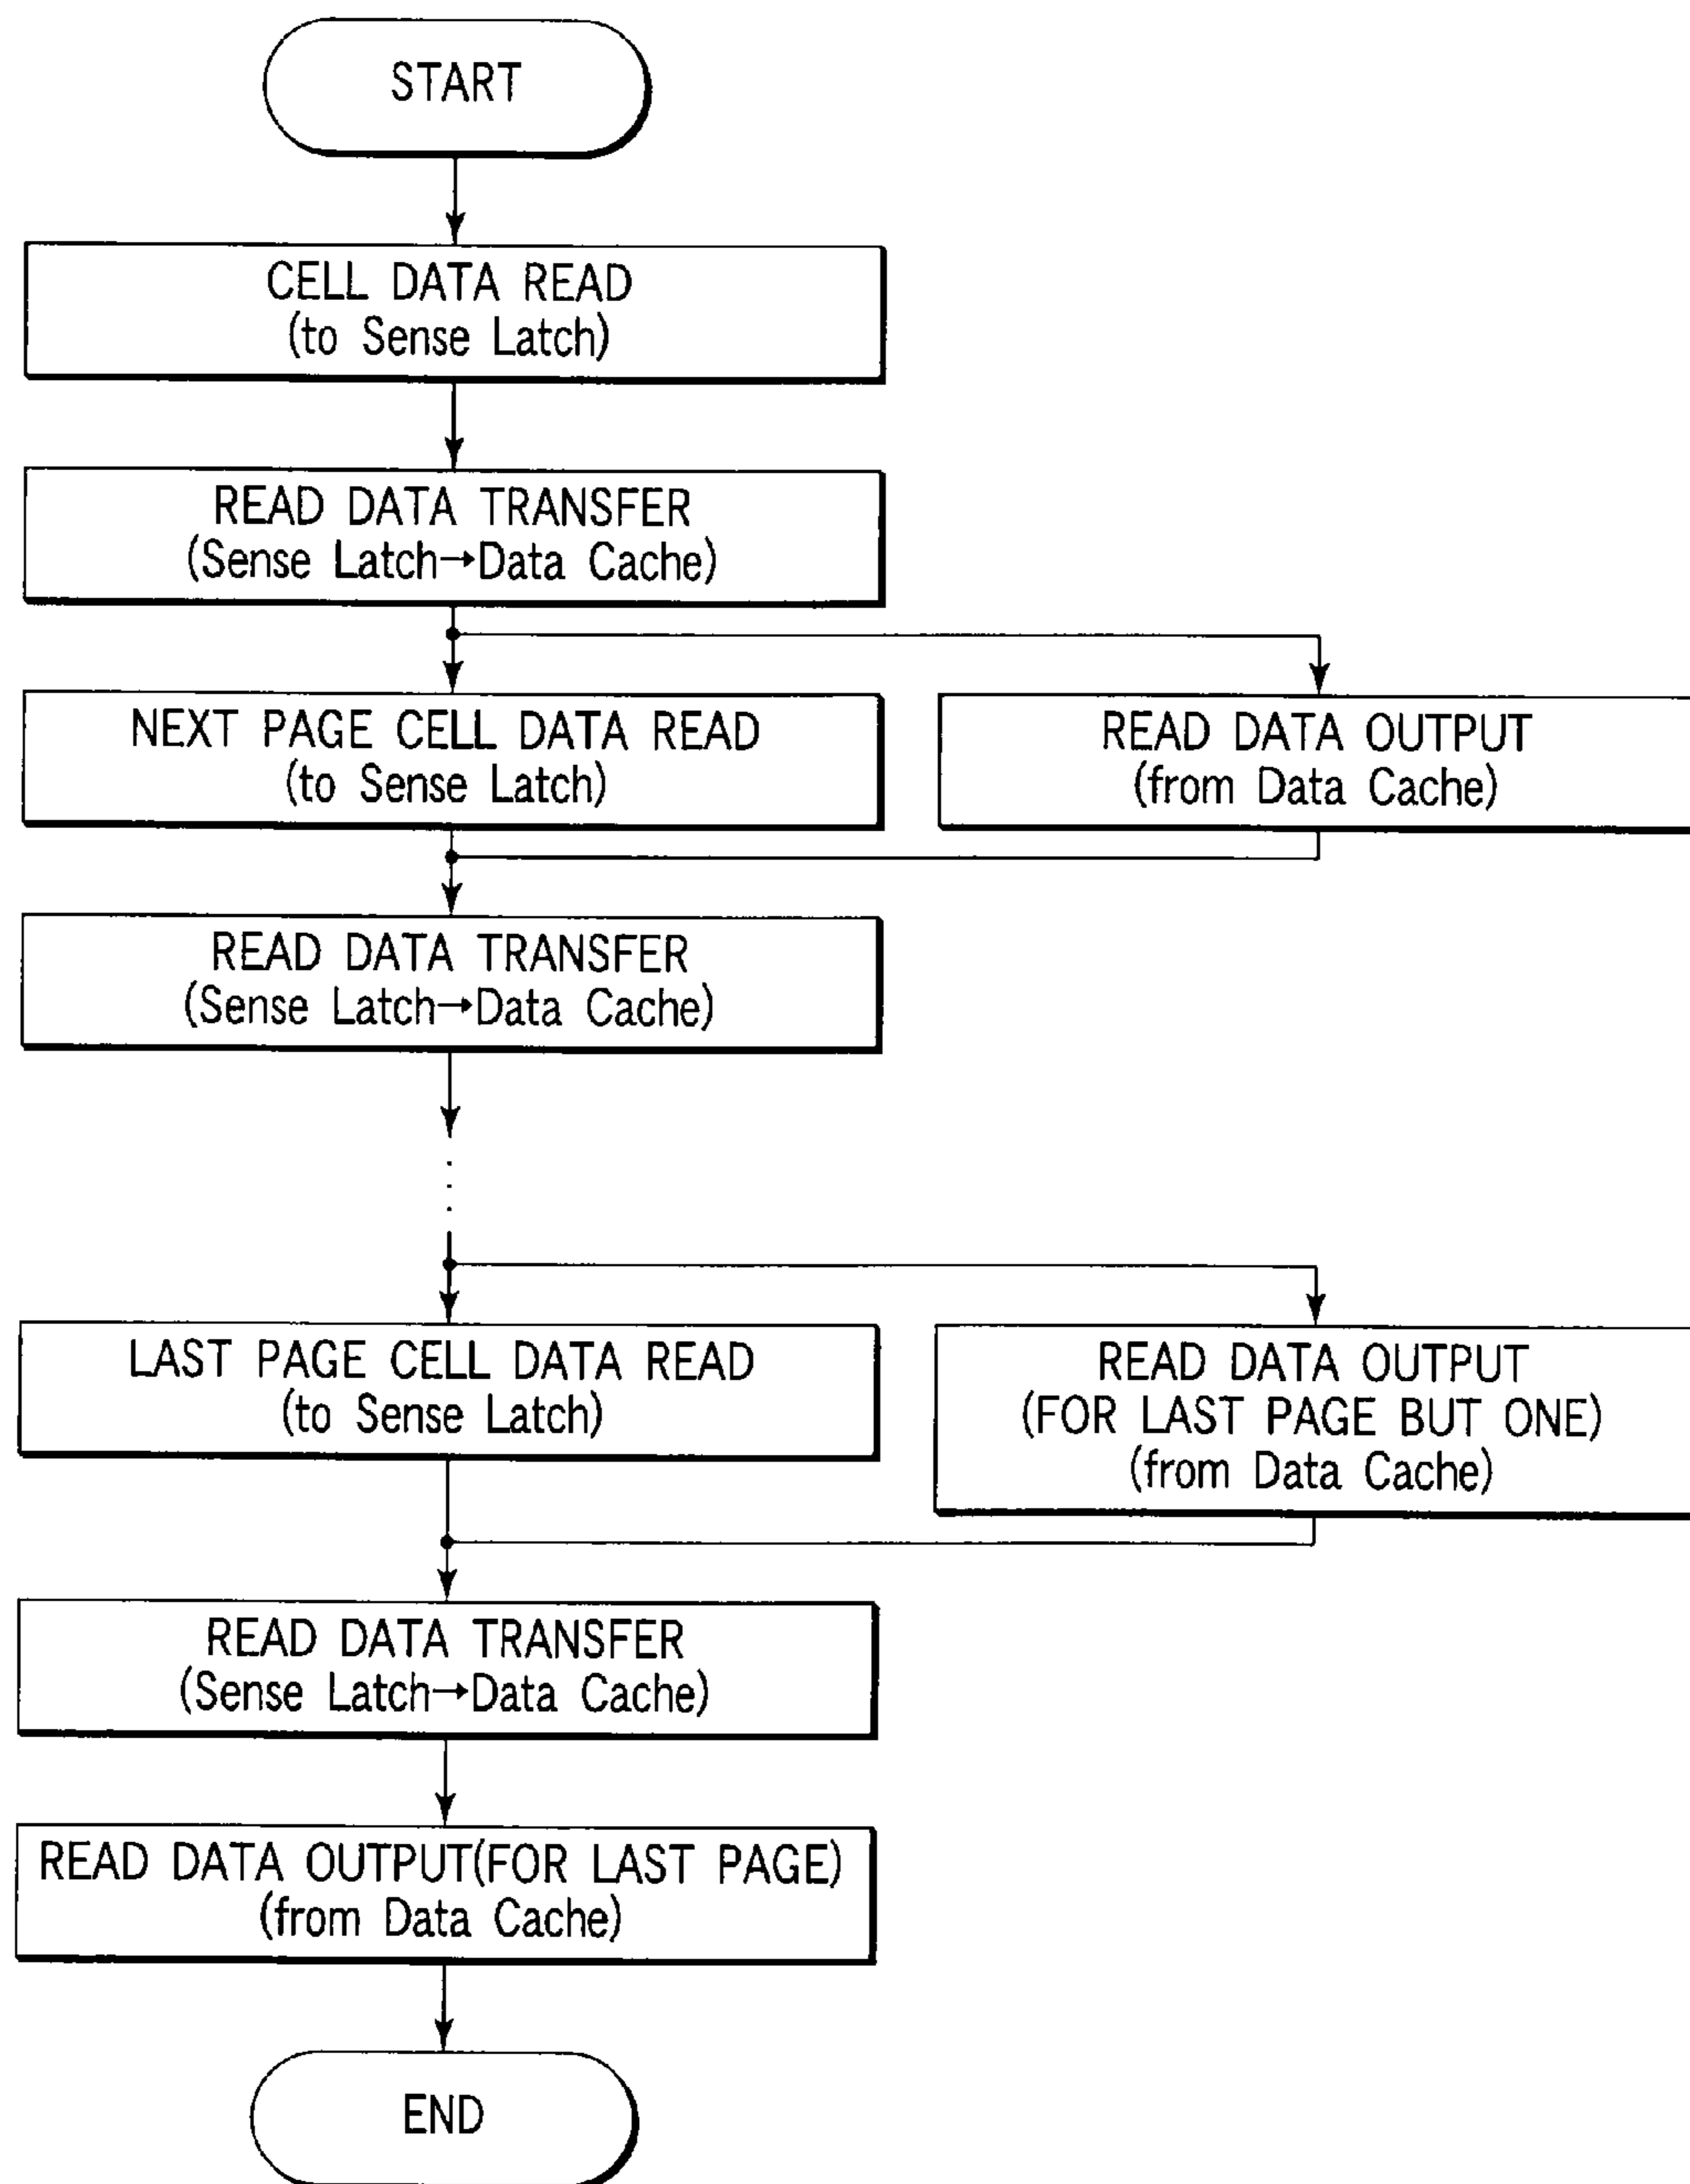 START
CELL DATA READ
(to Sense Latch)
READ DATA TRANSFER
(Sense Latch→Data Cache)
NEXT PAGE CELL DATA READ
(to Sense Latch)
READ DATA OUTPUT
(from Data Cache)
READ DATA TRANSFER
(Sense Latch→Data Cache)
LAST PAGE CELL DATA READ
(to Sense Latch)
READ DATA OUTPUT
(FOR LAST PAGE BUT ONE)
(from Data Cache)
READ DATA TRANSFER
(Sense Latch→Data Cache)
READ DATA OUTPUT(FOR LAST PAGE)
(from Data Cache)
END